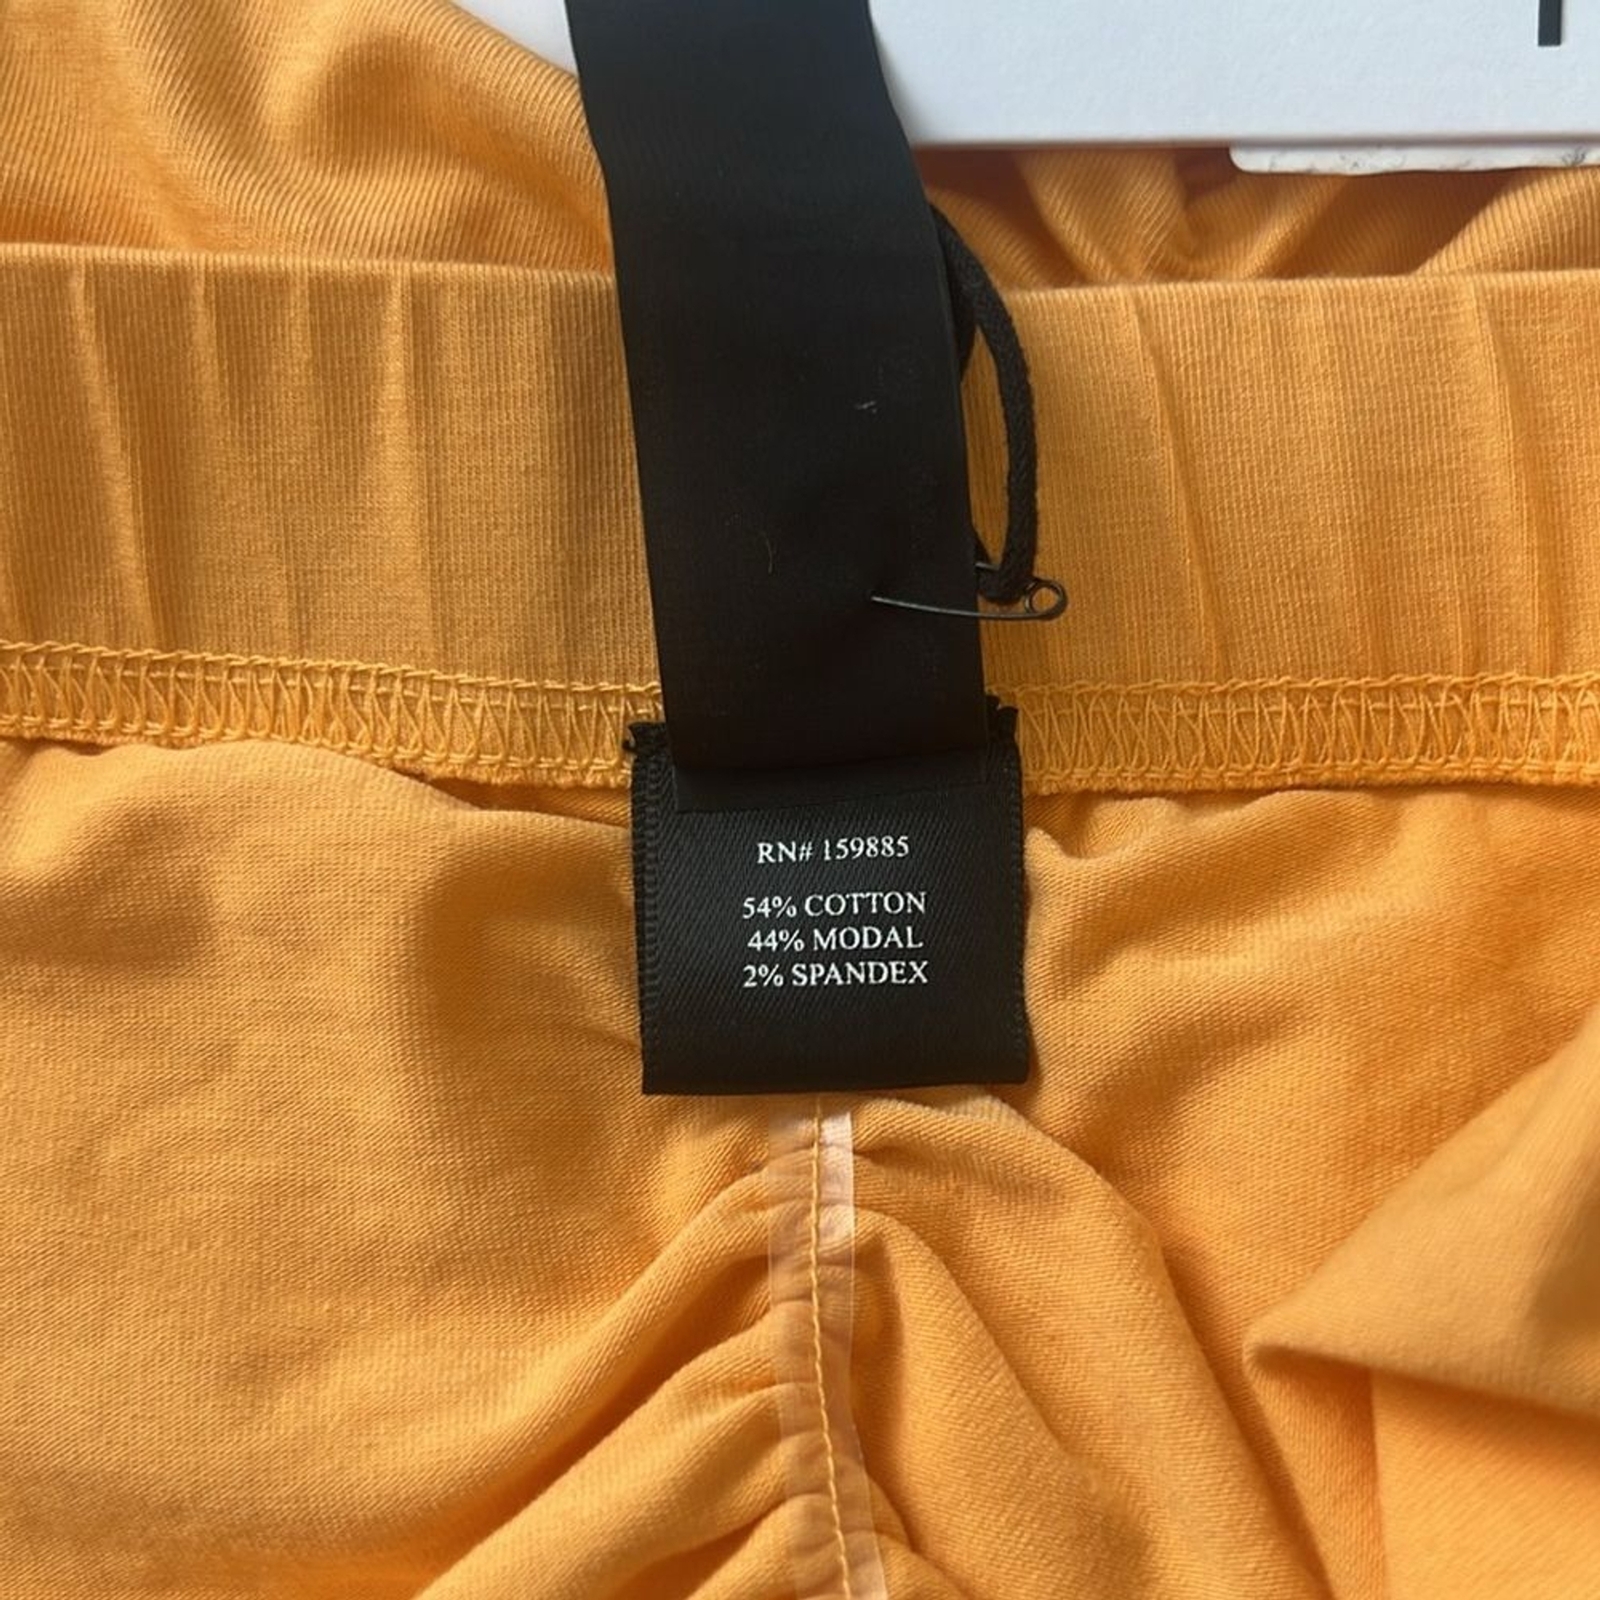 RN# 159885
54% COTTON
44% MODAL
2% SPANDEX